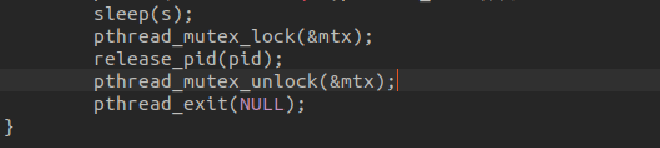 sleep(s);
pthread_mutex_lock(&mtx);
release_pid(pid);
pthread_mutex_unlock(&mtx);
pthread_exit(NULL);
}